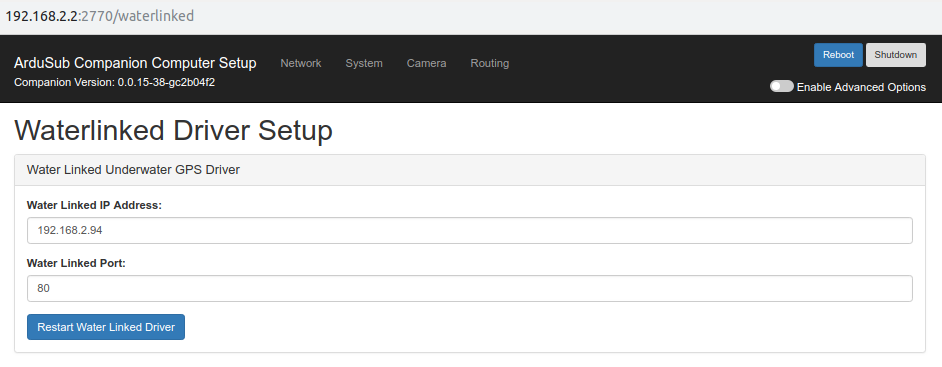 192.168.2.2:2770/waterlinked
ArduSub Companion Computer Setup Network System Camera Routing Reboot Shutdown
Companion Version: 0.0.15-38-gc2b04f2
Enable Advanced Options
Waterlinked Driver Setup
Water Linked Underwater GPS Driver
Water Linked IP Address:
192.168.2.94
Water Linked Port:
80
Restart Water Linked Driver